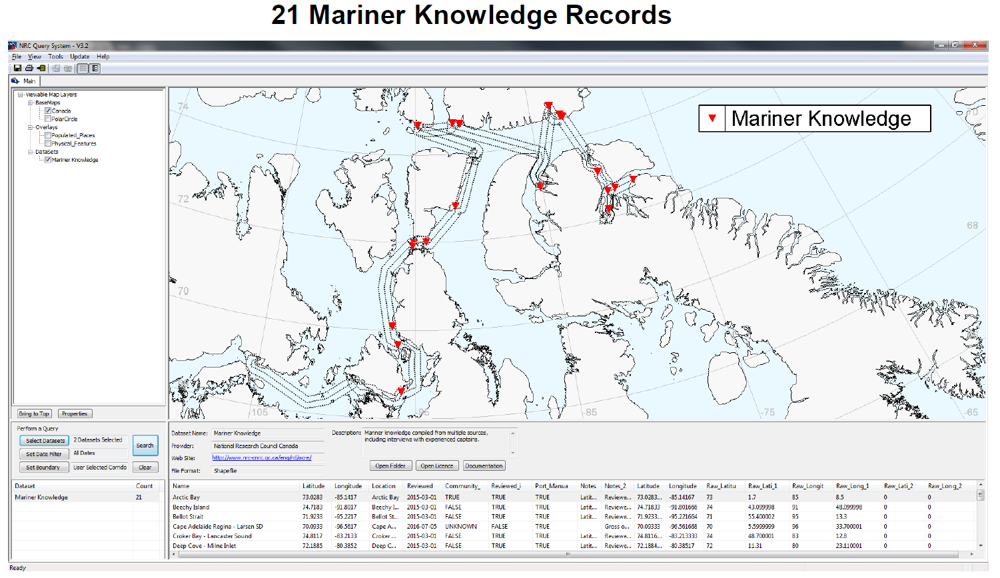 21 Mariner Knowledge Records
NRC Query System - V3.2
File View Tools Update Help
Main
Viewable Map Layers
BaseMaps
Canada
PolarCircle
Overlays
Populated_Places
Physical_Features
DataSets
Mariner Knowledge
Bring to Top Properties
74
72
70
-105
-95
-85
-75
-65
68
70
Mariner Knowledge
Perform a Query
Select Datasets 2 Datasets Selected Search
Set Date Filter All Dates
Set Boundary User Selected Corrido Clear
Dataset Name: Mariner Knowledge
Provider: National Research Council Canada
Web Site: http://www.nrc-cnrc.gc.ca/eng/rd/ocre/
File Format: Shapefile
Description: Mariner knowledge compiled from multiple sources,
including interviews with experienced captains.
Open Folder Open Licence Documentation
Dataset Count
Mariner Knowledge 21
Name Latitude Longitude Location Reviewed Community_ Reviewed_i Port_Manua Notes Notes_2 Latitude Longitude Raw_Latitu Raw_Lati_1 Raw_Longit Raw_Long_1 Raw_Lati_2 Raw_Long_2
Arctic Bay 73.0283 -85.1417 Arctic Bay 2015-03-01 TRUE TRUE TRUE Latit... Reviewe... 73.0283... -85.14167 73 1.7 85 8.5 0 0
Beechy Island 74.7183 -91.8017 Beechy I... 2015-03-01 FALSE TRUE TRUE Latit... Reviewe... 74.71833 -91.801666 74 43.099998 91 48.099998 0 0
Bellot Strait 71.9233 -95.2217 Bellot St... 2015-03-01 FALSE TRUE TRUE Latit... Reviewe... 71.9233... -95.221664 71 55.400002 95 13.3 0 0
Cape Adelaide Regina - Larsen SD 70.0933 -96.5617 Cape A... 2016-07-05 UNKNOWN FALSE TRUE Gross o... 70.09333 -96.561668 70 5.5999999 96 33.700001 0 0
Croker Bay - Lancaster Sound 74.8117 -83.2133 Croker ... 2015-03-01 FALSE TRUE TRUE Latit... Reviewe... 74.8116... -83.213333 74 48.700001 83 12.8 0 0
Deep Cove - Milne Inlet 72.1885 -80.3852 Deep C... 2015-03-01 FALSE TRUE TRUE Latit... Reviewe... 72.1884... -80.38517 72 11.31 80 23.110001 0 0
Ready